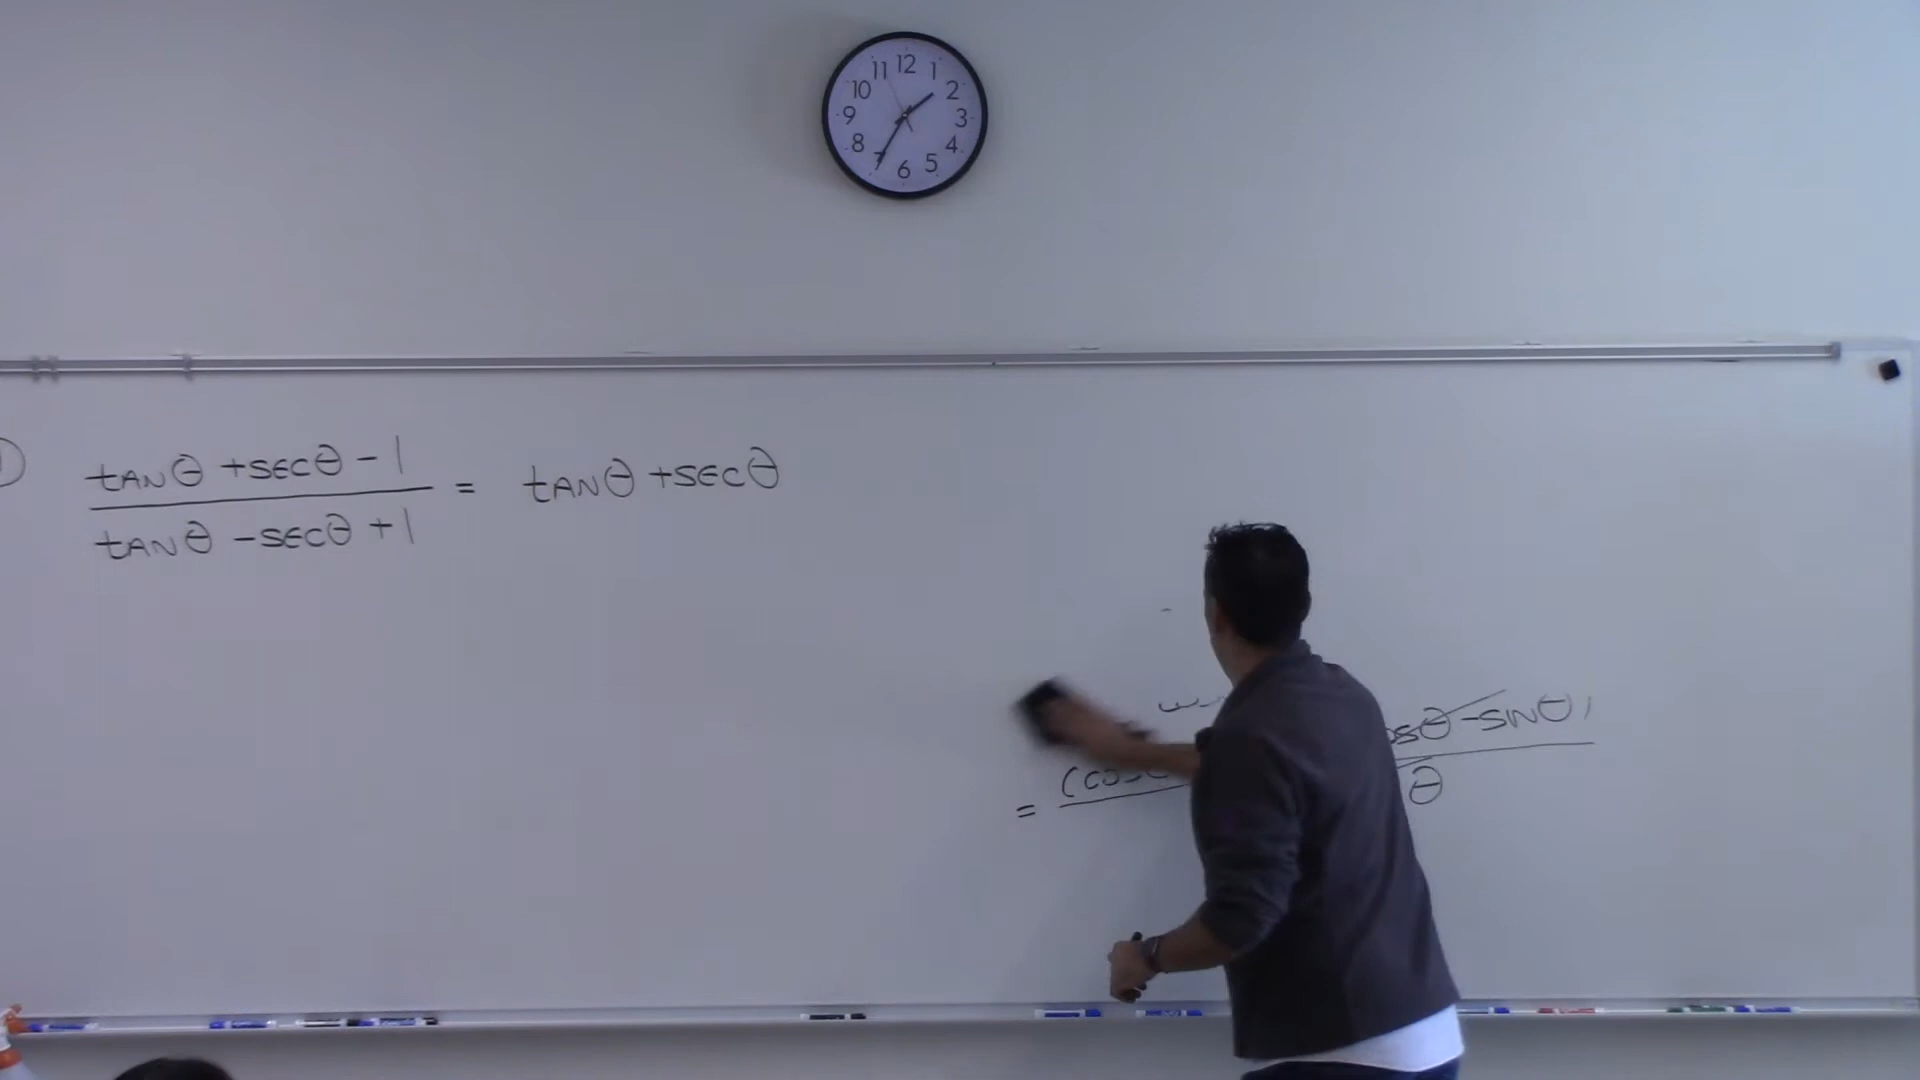 12
11 1
10 2
9 3
8 4
7 6 5
tanθ + secθ - 1
——————— = tanθ + secθ
tanθ - secθ + 1
- sinθ
=
θ